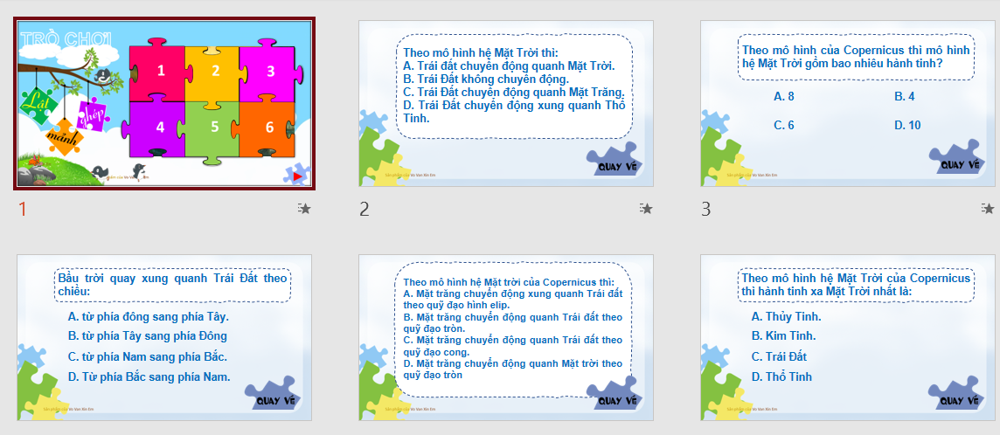 TRÒ CHƠI
1
2
3
4
5
6
Lật
mảnh
ghép
1
Theo mô hình hệ Mặt Trời thì:
A. Trái đất chuyển động quanh Mặt Trời.
B. Trái Đất không chuyển động.
C. Trái Đất chuyển động quanh Mặt Trăng.
D. Trái Đất chuyển động xung quanh Thổ
Tinh.
QUAY VỀ
Sản phẩm của Vo Van Em Em
2
Theo mô hình của Copernicus thì mô hình
hệ Mặt Trời gồm bao nhiêu hành tinh?
A. 8
B. 4
C. 6
D. 10
QUAY VỀ
3
Bầu trời quay xung quanh Trái Đất theo
chiều:
A. từ phía đông sang phía Tây.
B. từ phía Tây sang phía Đông
C. từ phía Nam sang phía Bắc.
D. Từ phía Bắc sang phía Nam.
QUAY VỀ
Theo mô hình hệ Mặt trời của Copernicus thì:
A. Mặt trăng chuyển động xung quanh Trái đất
theo quỹ đạo hình elip.
B. Mặt trăng chuyển động quanh Trái đất theo
quỹ đạo tròn.
C. Mặt trăng chuyển động quanh Trái đất theo
quỹ đạo cong.
D. Mặt trăng chuyển động quanh Mặt trời theo
quỹ đạo tròn
QUAY VỀ
Theo mô hình hệ Mặt Trời của Copernicus
thì hành tinh xa Mặt Trời nhất là:
A. Thủy Tinh.
B. Kim Tinh.
C. Trái Đất
D. Thổ Tinh
QUAY VỀ